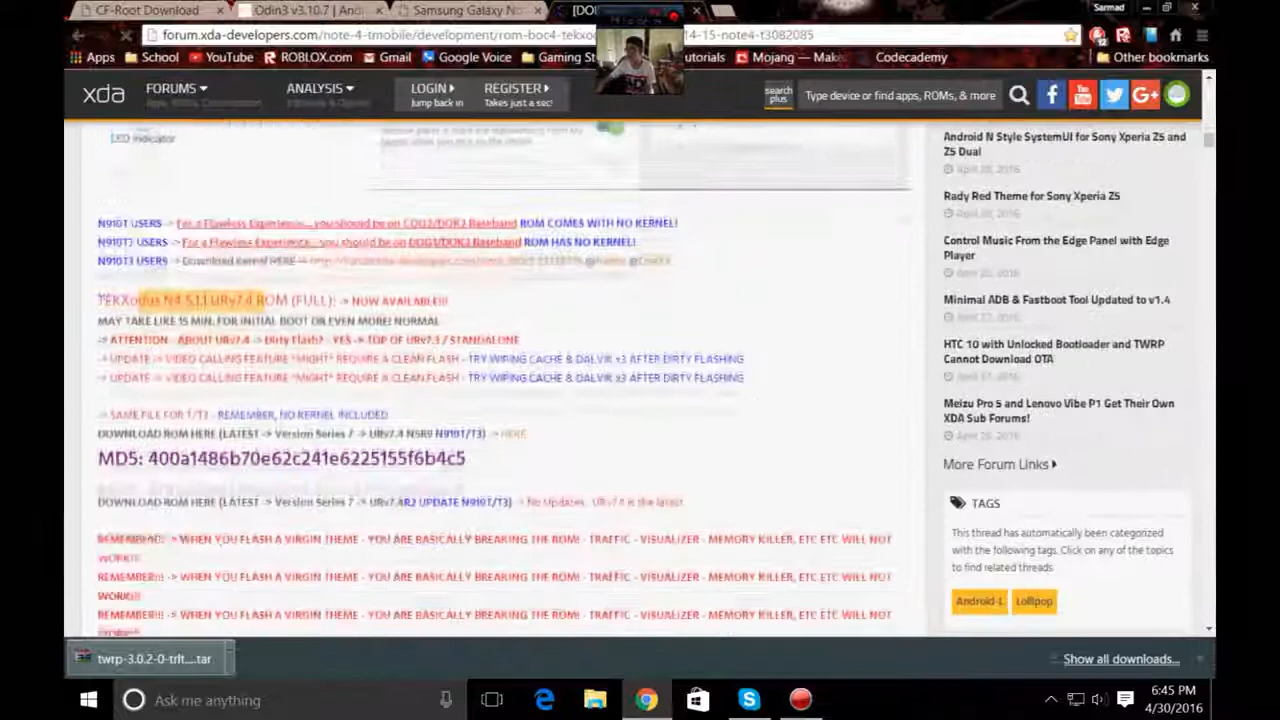 CF-Root Download
Odin3 v3.10.7 | And
Samsung Galaxy No
[DO
Sarmad
forum.xda-developers.com/note-4-tmobile/development/rom-boc4-tekxo 14-15-note4-t3082085
Apps School YouTube ROBLOX.com Gmail Google Voice Gaming St utorials Mojang — Mak Codecademy Other bookmarks
xda
FORUMS ANALYSIS LOGIN REGISTER search plus Type device or find apps, ROMs, & more
Jump back in Takes just a sec!
LED Indicator
N910T USERS -> For a Flawless Experience... you should be on COG2/DOK2 Baseband ROM COMES WITH NO KERNEL!
N910T3 USERS -> For a Flawless Experience... you should be on DOG1/DOK2 Baseband ROM HAS NO KERNEL!
N910T3 USERS -> Download Kernel HERE --
TEKXodus N4 5.1.1 URv7.4 ROM (FULL): -> NOW AVAILABLE!!!
MAY TAKE LIKE 15 MIN. FOR INITIAL BOOT OR EVEN MORE! NORMAL
-> ATTENTION - ABOUT URv7.4 -> Dirty Flash? - YES -> TOP OF URv7.3 / STANDALONE
-> UPDATE -> VIDEO CALLING FEATURE *MIGHT* REQUIRE A CLEAN FLASH - TRY WIPING CACHE & DALVIK x3 AFTER DIRTY FLASHING
-> UPDATE -> VIDEO CALLING FEATURE *MIGHT* REQUIRE A CLEAN FLASH - TRY WIPING CACHE & DALVIK x3 AFTER DIRTY FLASHING
-> SAME FILE FOR T/T3 - REMEMBER, NO KERNEL INCLUDED
DOWNLOAD ROM HERE (LATEST -> Version Series 7 -> URv7.4 N5R9 N910T/T3) -> HERE
MD5: 400a1486b70e62c241e6225155f6b4c5
DOWNLOAD ROM HERE (LATEST -> Version Series 7 -> URv7.4R2 UPDATE N910T/T3) -> No Updates.. URv7.4 is the latest
REMEMBER!!! -> WHEN YOU FLASH A VIRGIN THEME - YOU ARE BASICALLY BREAKING THE ROM! - TRAFFIC - VISUALIZER - MEMORY KILLER, ETC ETC WILL NOT
WORK!!!
REMEMBER!!! -> WHEN YOU FLASH A VIRGIN THEME - YOU ARE BASICALLY BREAKING THE ROM! - TRAFFIC - VISUALIZER - MEMORY KILLER, ETC ETC WILL NOT
WORK!!!
REMEMBER!!! -> WHEN YOU FLASH A VIRGIN THEME - YOU ARE BASICALLY BREAKING THE ROM! - TRAFFIC - VISUALIZER - MEMORY KILLER, ETC ETC WILL NOT
Android N Style SystemUI for Sony Xperia Z5 and
Z5 Dual
Rady Red Theme for Sony Xperia Z5
Control Music From the Edge Panel with Edge
Player
Minimal ADB & Fastboot Tool Updated to v1.4
HTC 10 with Unlocked Bootloader and TWRP
Cannot Download OTA
Meizu Pro 5 and Lenovo Vibe P1 Get Their Own
XDA Sub Forums!
More Forum Links
TAGS
This thread has automatically been categorized
with the following tags. Click on any of the topics
to find related threads
Android-L Lollipop
twrp-3.0.2-0-trlt....tar
Show all downloads...
Ask me anything
6:45 PM
4/30/2016